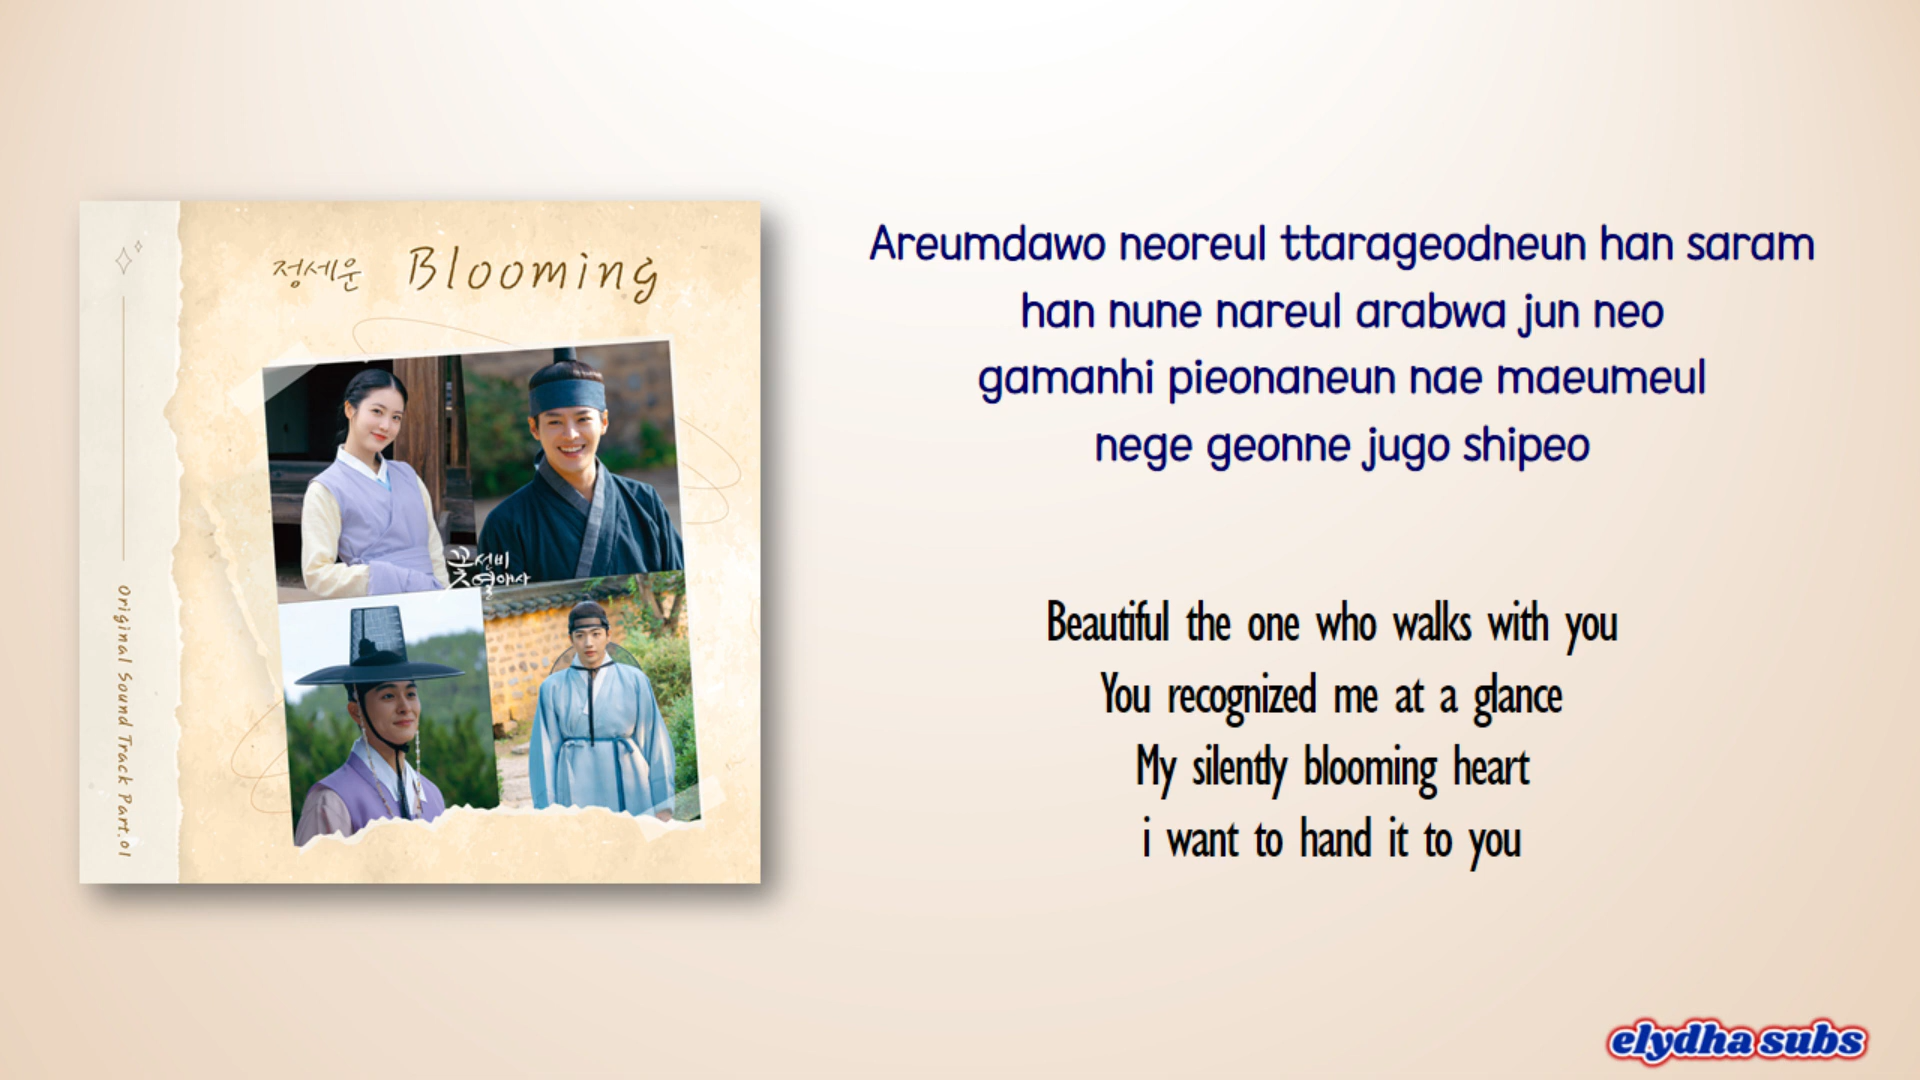 정세운 Blooming
꽃선비
열애사
Original Sound Track Part.01
Areumdawo neoreul ttarageodneun han saram
han nune nareul arabwa jun neo
gamanhi pieonaneun nae maeumeul
nege geonne jugo shipeo
Beautiful the one who walks with you
You recognized me at a glance
My silently blooming heart
i want to hand it to you
elydha subs